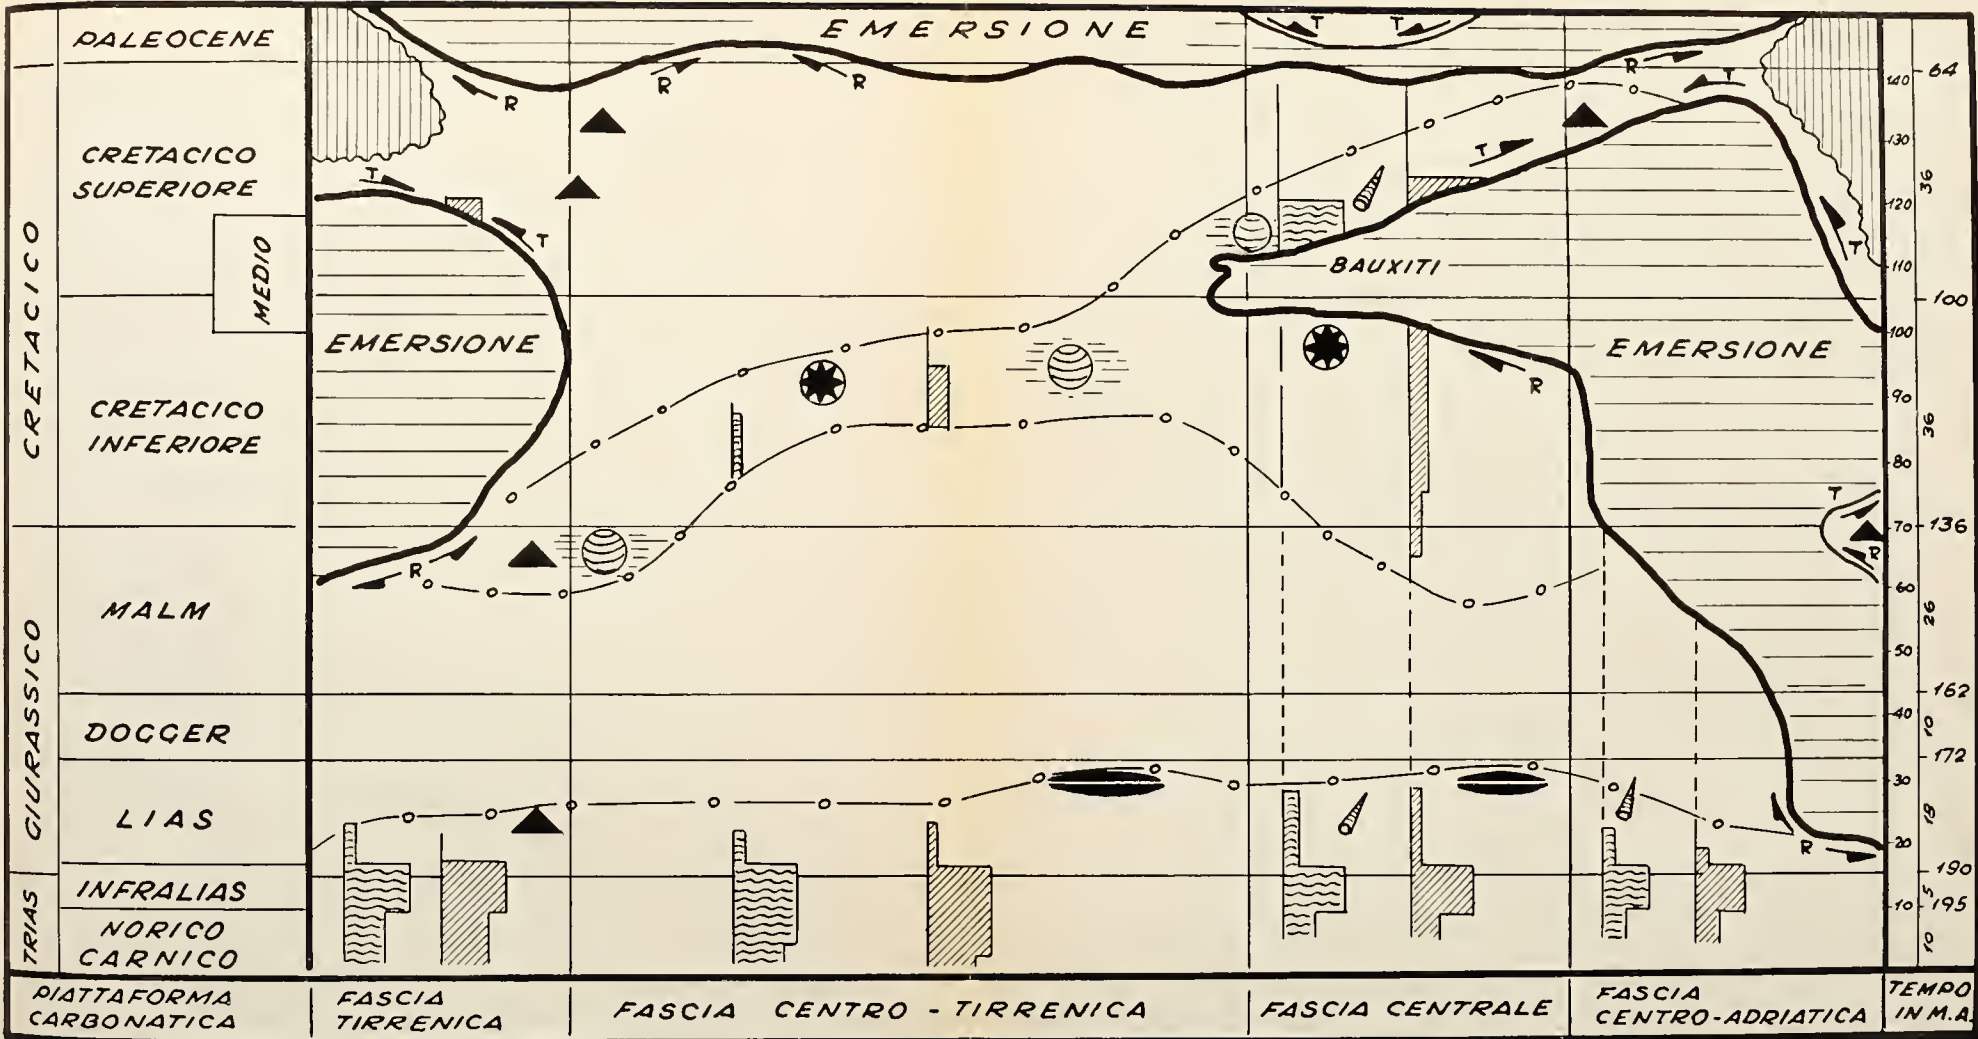 PALEOCENE
EMERSIONE
T
T
R
R
R
R
T
140
64
CRETACICO
SUPERIORE
T
T
130
36
120
CRETACICO
MEDIO
T
T
BAUXITI
110
100
EMERSIONE
EMERSIONE
100
R
90
CRETACICO
INFERIORE
36
80
T
70
136
R
R
60
MALM
26
50
162
GIURASSICO
DOGGER
40
10
172
30
LIAS
18
R
20
190
TRIAS
INFRALIAS
5
10
195
NORICO
CARNICO
10
PIATTAFORMA
CARBONATICA
FASCIA
TIRRENICA
FASCIA CENTRO - TIRRENICA
FASCIA CENTRALE
FASCIA
CENTRO-ADRIATICA
TEMPO
IN M.A.